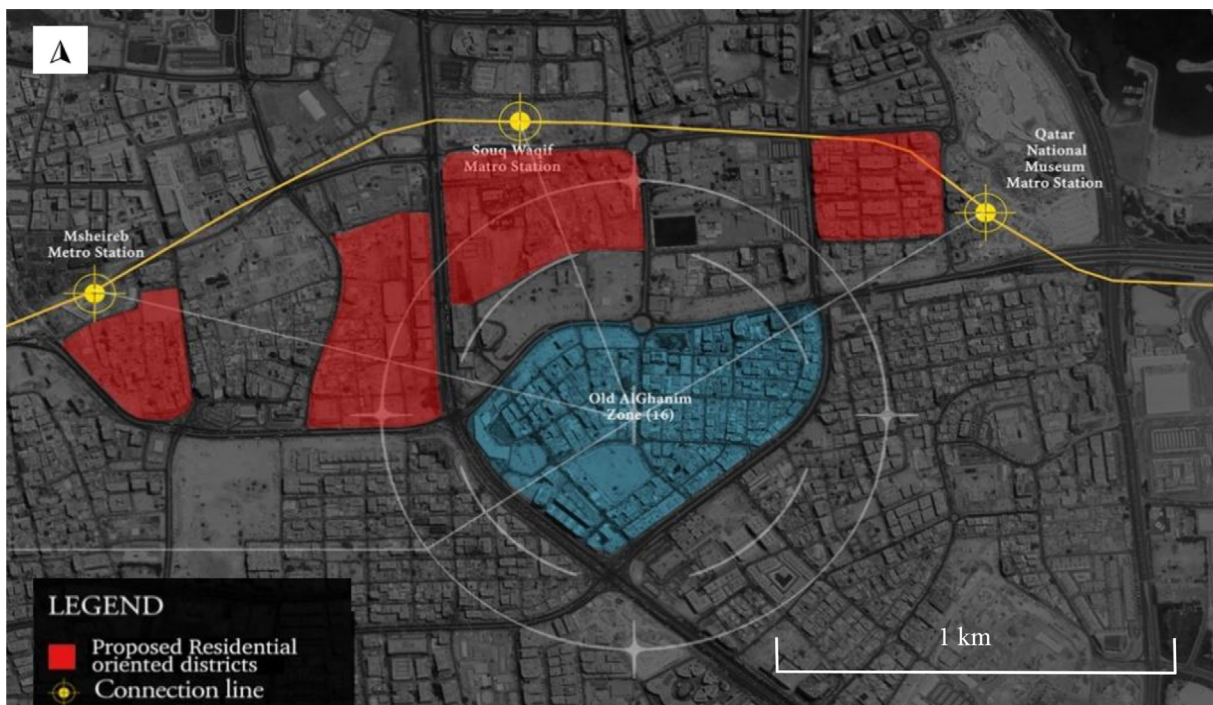 Souq Waqif
Matro Station
Qatar
National
Museum
Matro Station
Msheireb
Metro Station
Old AlGhanim
Zone (16)
LEGEND
Proposed Residential
oriented districts
Connection line
1 km